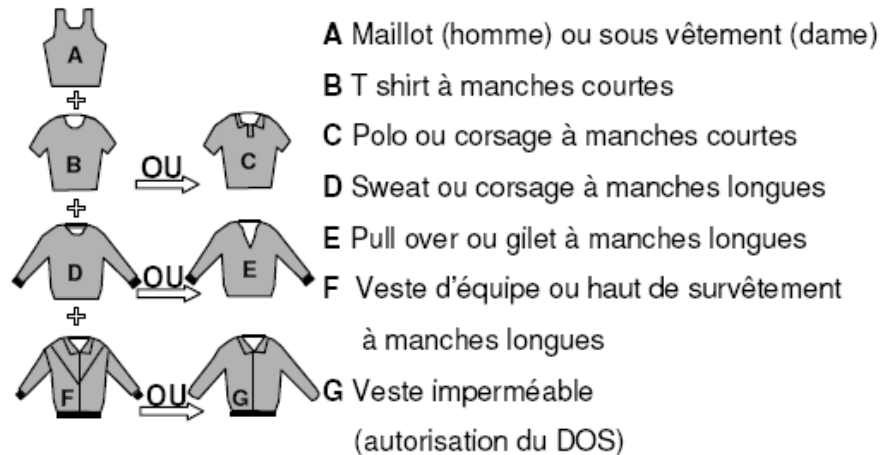 A
B
OU
C
D
OU
E
F
OU
G
A Maillot (homme) ou sous vêtement (dame)
B T shirt à manches courtes
C Polo ou corsage à manches courtes
D Sweat ou corsage à manches longues
E Pull over ou gilet à manches longues
F Veste d'équipe ou haut de survêtement
à manches longues
G Veste imperméable
(autorisation du DOS)